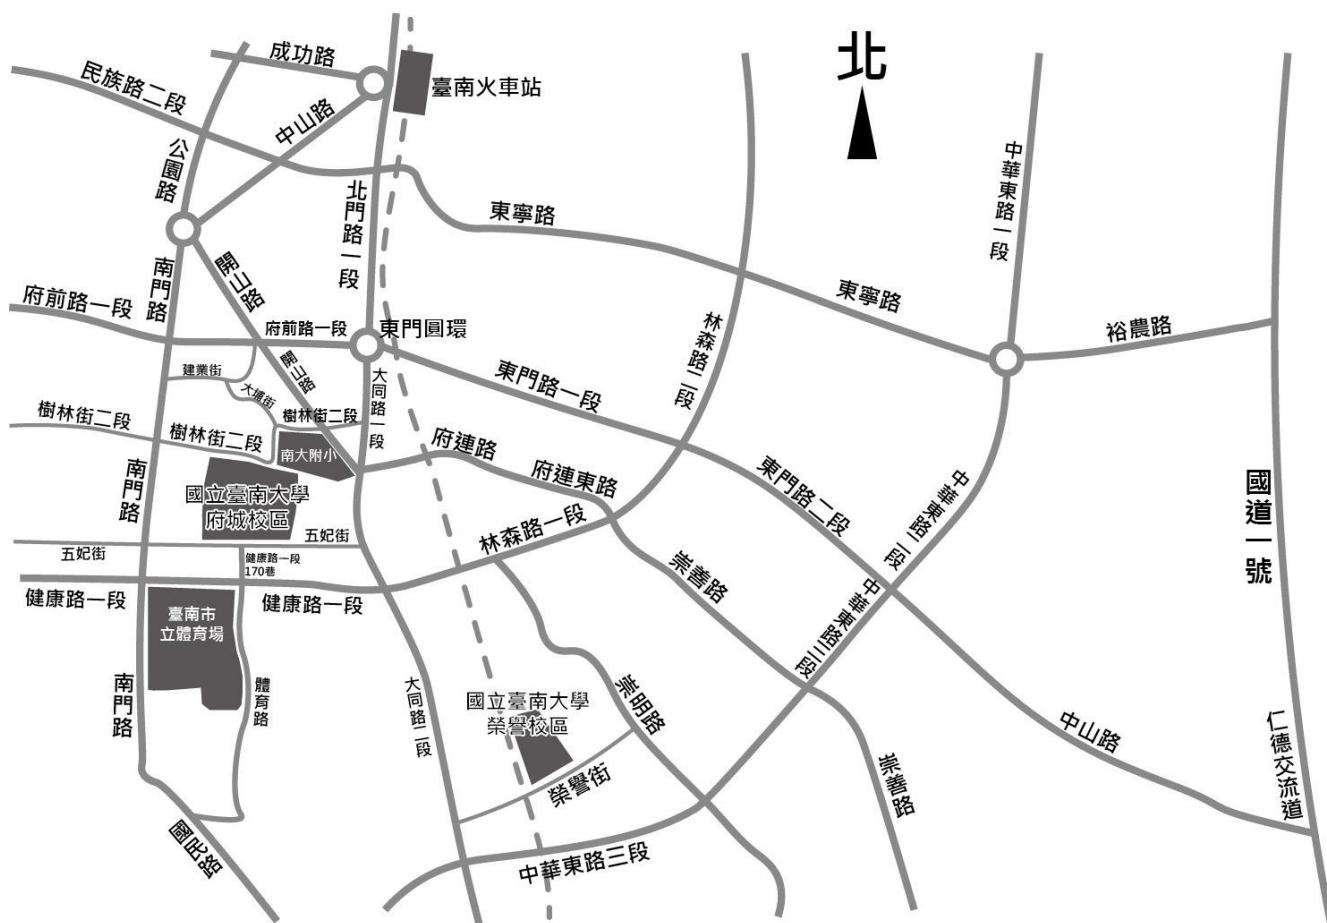 北
成功路
臺南火車站
民族路二段
中山路
公園路
北門路一段
中華東路一段
東寧路
開山路
南門路
東寧路
府前路一段
府前路一段
東門圓環
裕農路
林森路二段
建業街
開山路
大同路一段
東門路一段
大埔街
樹林街二段
樹林街二段
樹林街二段
府連路
南大附小
府連東路
東門路二段
中華東路二段
國道一號
南門路
國立臺南大學
府城校區
林森路一段
五妃街
五妃街
健康路一段
170巷
崇善路
中華東路三段
健康路一段
健康路一段
臺南市
立體育場
南門路
體育路
大同路二段
國立臺南大學
榮譽校區
崇明路
中山路
仁德交流道
榮譽街
崇善路
國民路
中華東路三段